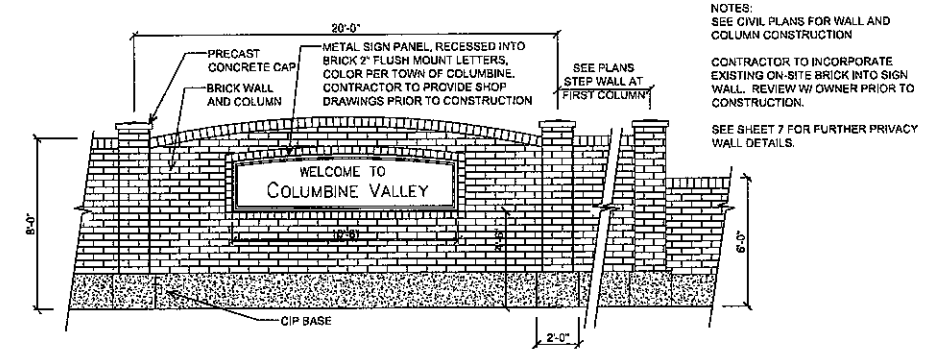 NOTES:
SEE CIVIL PLANS FOR WALL AND
COLUMN CONSTRUCTION
CONTRACTOR TO INCORPORATE
EXISTING ON-SITE BRICK INTO SIGN
WALL. REVIEW W/ OWNER PRIOR TO
CONSTRUCTION.
SEE SHEET 7 FOR FURTHER PRIVACY
WALL DETAILS.
20'-0"
PRECAST
CONCRETE CAP
BRICK WALL
AND COLUMN
METAL SIGN PANEL, RECESSED INTO
BRICK 2" FLUSH MOUNT LETTERS,
COLOR PER TOWN OF COLUMBINE.
CONTRACTOR TO PROVIDE SHOP
DRAWINGS PRIOR TO CONSTRUCTION
SEE PLANS
STEP WALL AT
FIRST COLUMN
WELCOME TO
COLUMBINE VALLEY
8'-0"
10'-6"
6'-0"
CIP BASE
2'-0"